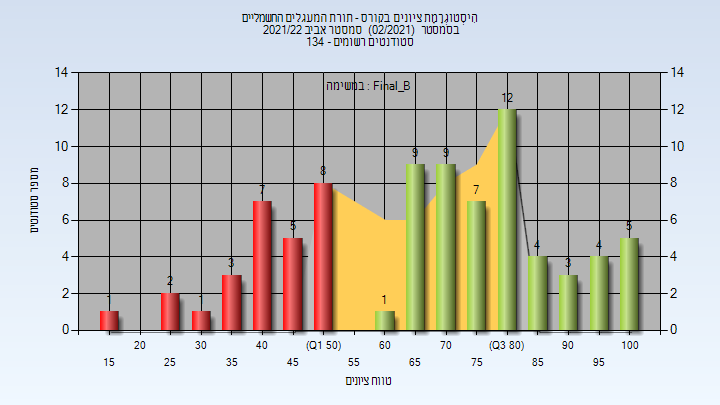 היסטוגרמת ציונים בקורס - תורת המעגלים החשמליים
בסמסטר (02/2021) סמסטר אביב 2021/22
סטודנטים רשומים - 134
במשימה : Final_B
14 14
12 12
10 10
8 8
6 6
4 4
2 2
0 0
1 2 1 3 7 5 8 1 9 9 7 12 4 3 4 5
מספר סטודנטים
20 30 40 (Q1 50) 60 70 (Q3 80) 90 100
15 25 35 45 55 65 75 85 95
טווח ציונים